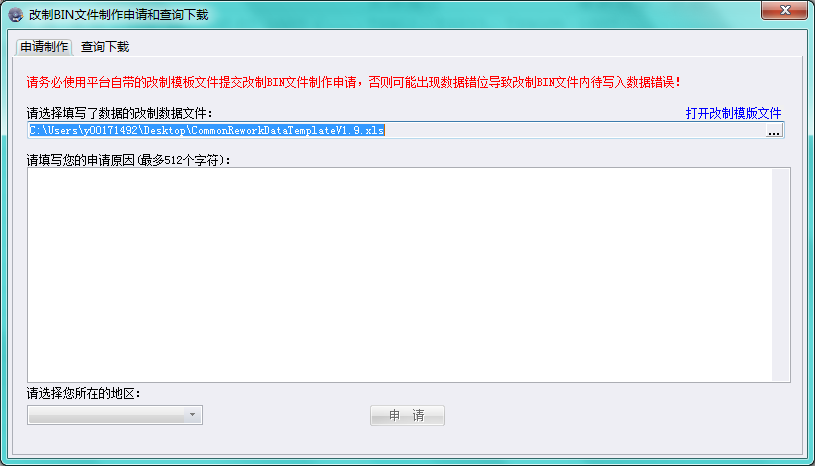 改制BIN文件制作申请和查询下载
申请制作 查询下载
请务必使用平台自带的改制模板文件提交改制BIN文件制作申请，否则可能出现数据错位导致改制BIN文件内待写入数据错误！
请选择填写了数据的改制数据文件： 打开改制模版文件
C:\Users\y00171492\Desktop\CommonReworkDataTemplateV1.9.xls ...
请填写您的申请原因(最多512个字符)：
请选择您所在的地区：
申 请